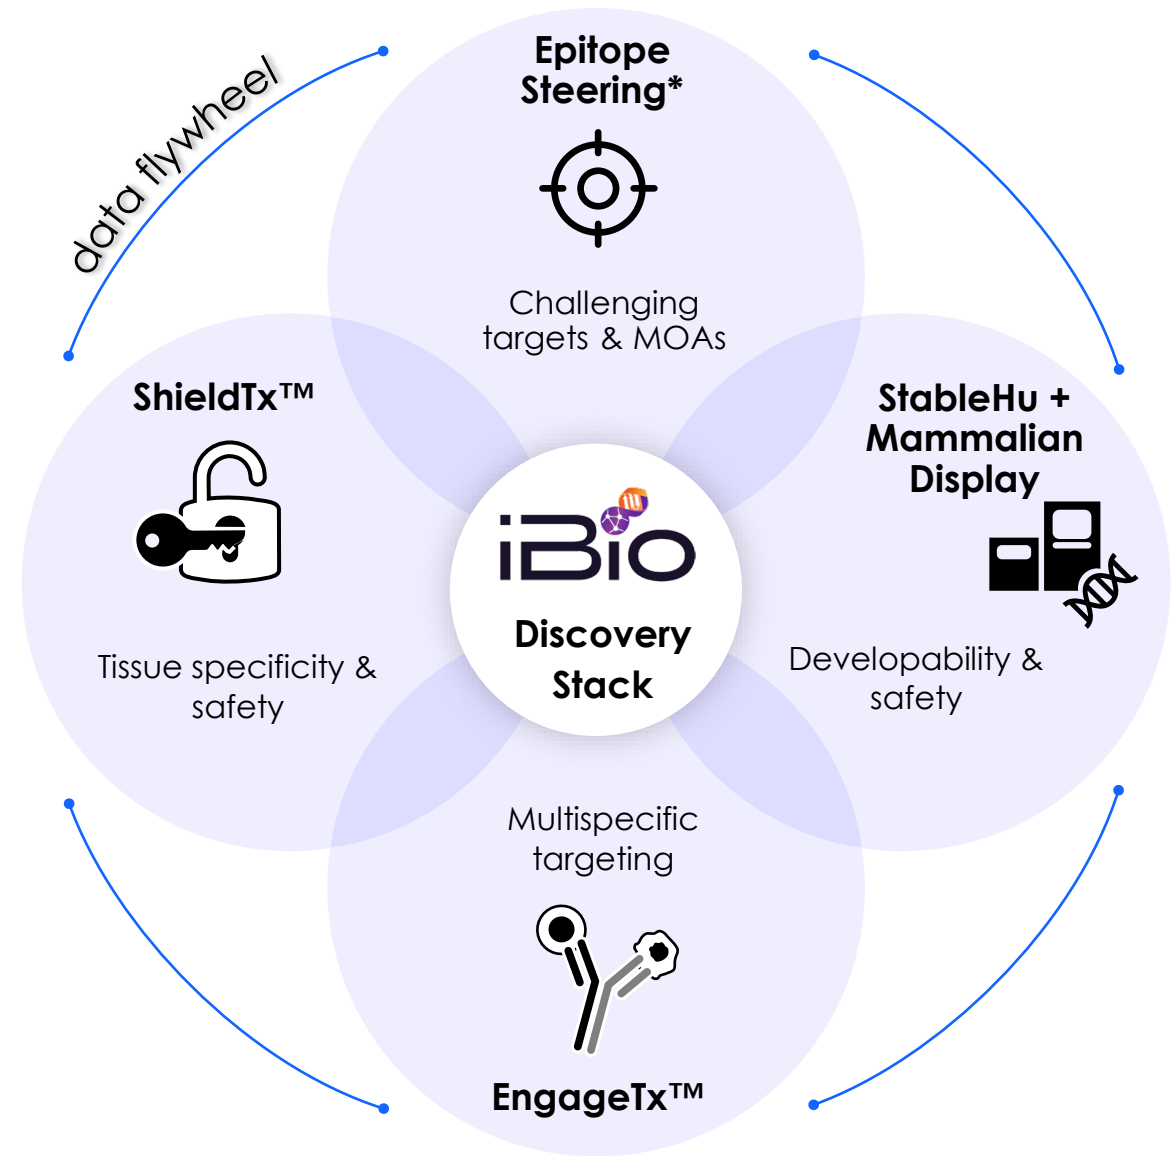 data flywheel
Epitope
Steering*
Challenging
targets & MOAs
ShieldTx™
Tissue specificity &
safety
StableHu +
Mammalian
Display
Developability &
safety
iBio
Discovery
Stack
Multispecific
targeting
EngageTx™